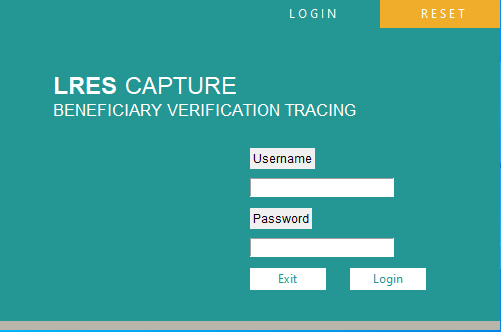 LOGIN RESET
LRES CAPTURE
BENEFICIARY VERIFICATION TRACING
Username
Password
Exit Login